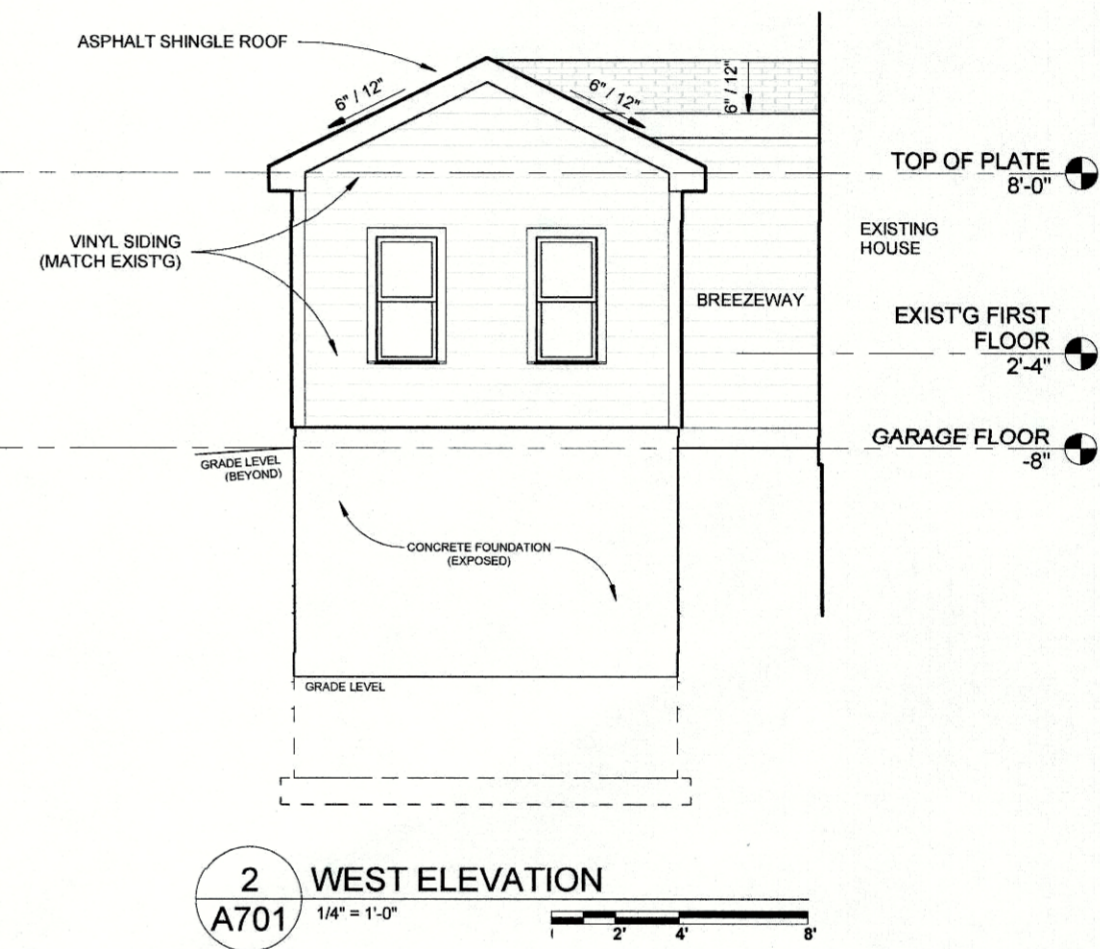 ASPHALT SHINGLE ROOF
6" / 12"
6" / 12"
6" / 12"
TOP OF PLATE
8'-0"
VINYL SIDING
(MATCH EXIST'G)
EXISTING
HOUSE
BREEZEWAY
EXIST'G FIRST
FLOOR
2'-4"
GARAGE FLOOR
-8"
GRADE LEVEL
(BEYOND)
CONCRETE FOUNDATION
(EXPOSED)
GRADE LEVEL
2
A701
WEST ELEVATION
1/4" = 1'-0"
2'
4'
8'